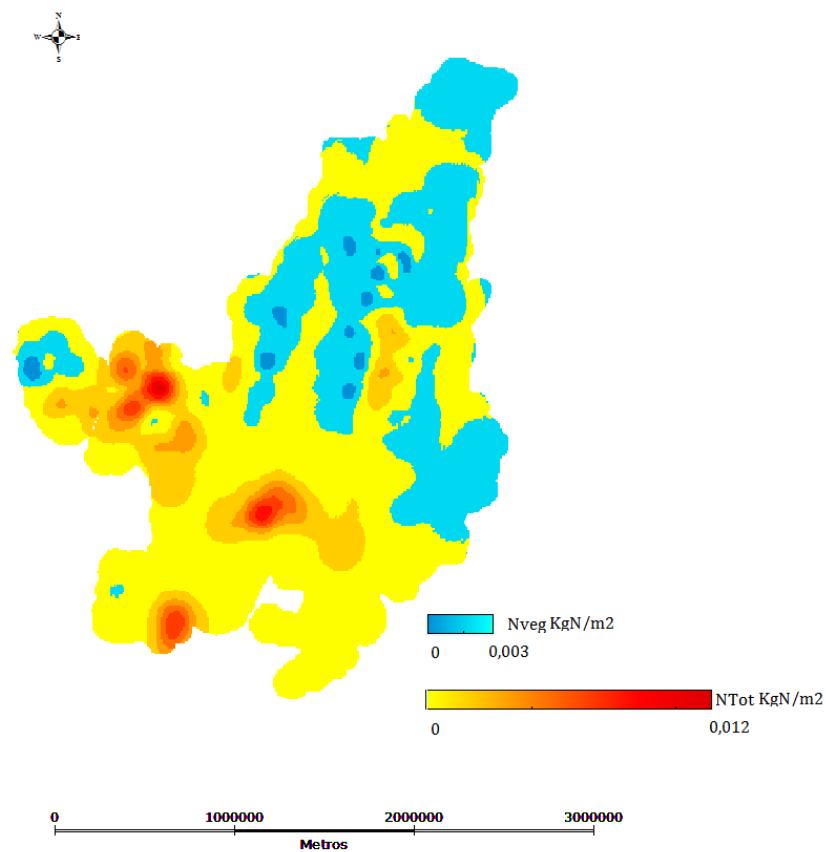 N
W E
S
Nveg KgN/m2
0 0,003
NTot KgN/m2
0 0,012
0 1000000 2000000 3000000
Metros